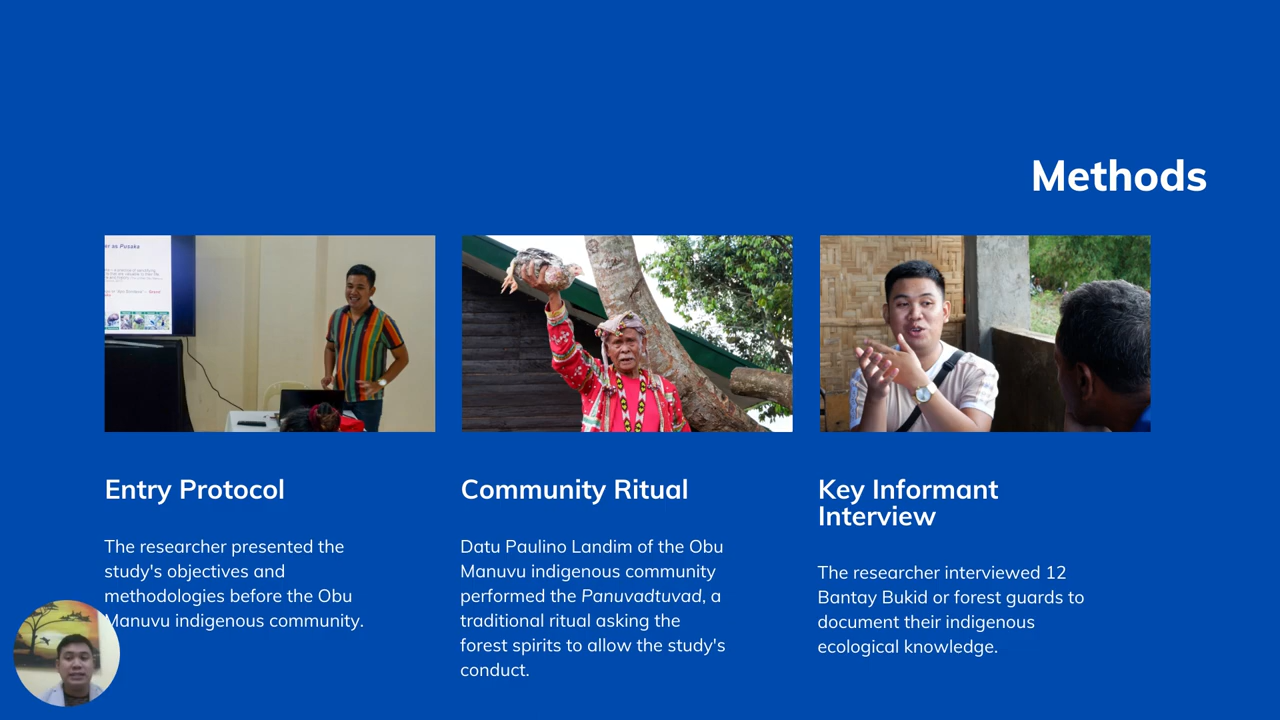 Methods
er as Pusaka
Entry Protocol
The researcher presented the
study's objectives and
methodologies before the Obu
Manuvu indigenous community.
Community Ritual
Datu Paulino Landim of the Obu
Manuvu indigenous community
performed the Panuvadtuvad, a
traditional ritual asking the
forest spirits to allow the study's
conduct.
Key Informant
Interview
The researcher interviewed 12
Bantay Bukid or forest guards to
document their indigenous
ecological knowledge.